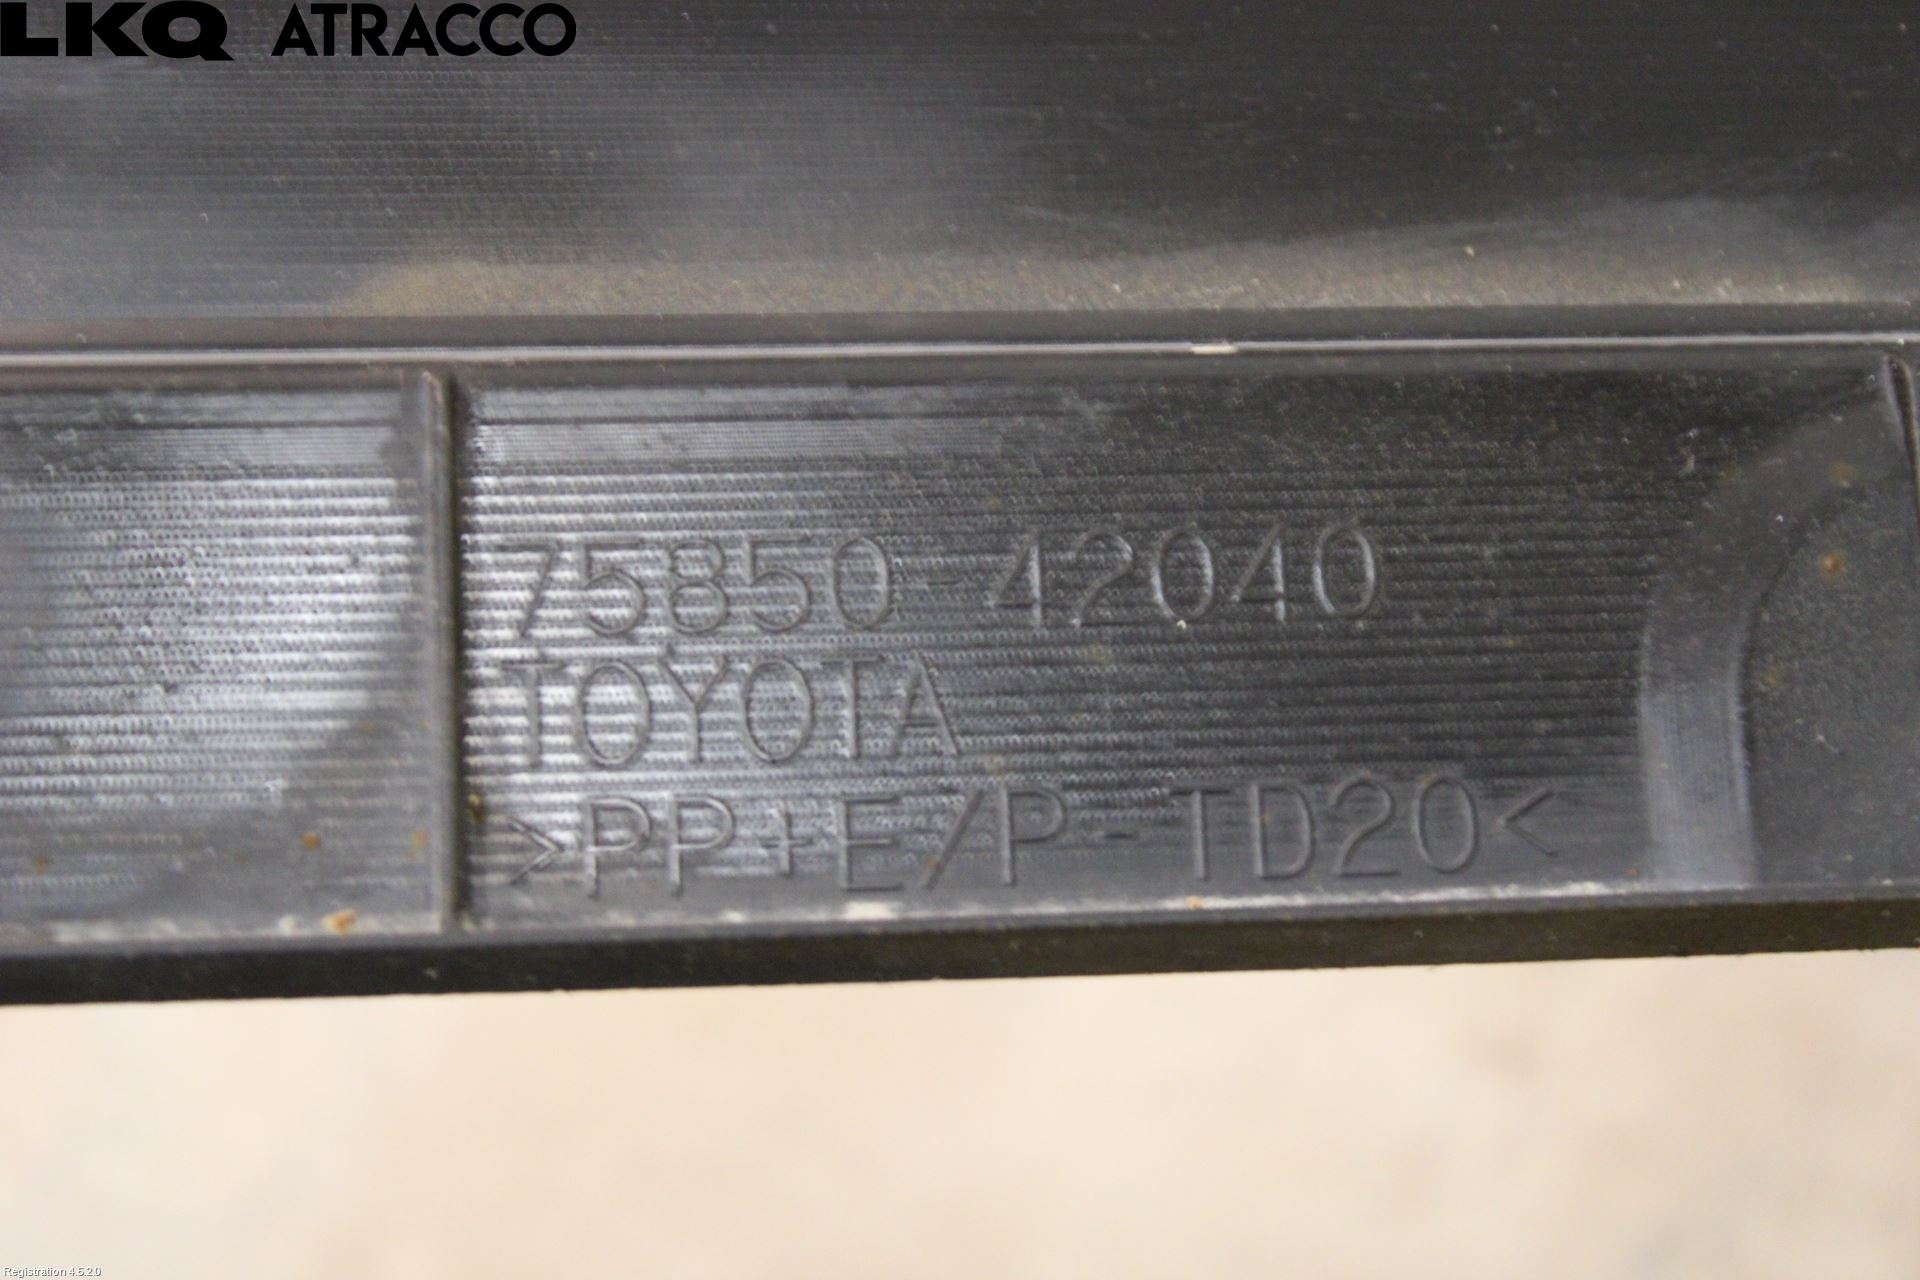 LKQ ATRACCO
75850-42040
TOYOTA
>PP+E/P-TD20<
Registration 4.5.2.0